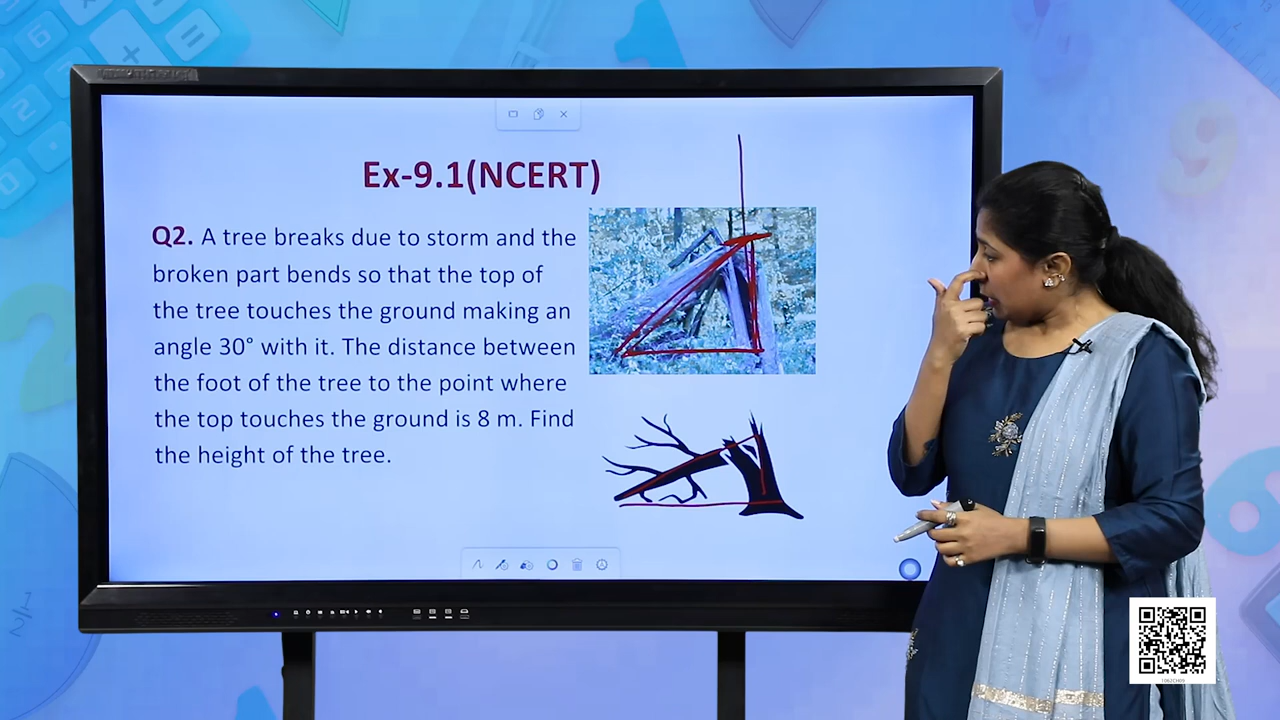 Ex-9.1(NCERT)
Q2. A tree breaks due to storm and the
broken part bends so that the top of
the tree touches the ground making an
angle 30° with it. The distance between
the foot of the tree to the point where
the top touches the ground is 8 m. Find
the height of the tree.
1062CH09